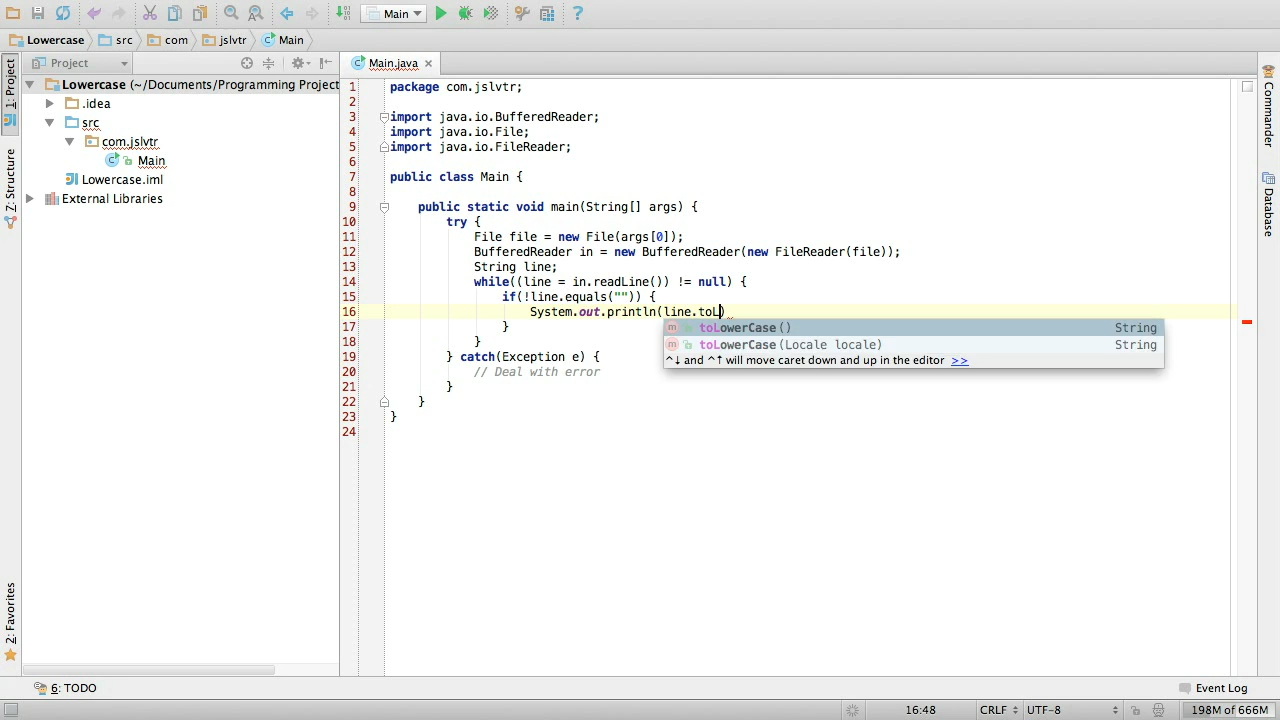 Main
Lowercase src com jslvtr Main
Project
Main.java
1: Project
Z: Structure
2: Favorites
Commander
Database
Lowercase (~/Documents/Programming Project
.idea
src
com.jslvtr
Main
Lowercase.iml
External Libraries
1 package com.jslvtr;
2
3 import java.io.BufferedReader;
4 import java.io.File;
5 import java.io.FileReader;
6
7 public class Main {
8
9 public static void main(String[] args) {
10 try {
11 File file = new File(args[0]);
12 BufferedReader in = new BufferedReader(new FileReader(file));
13 String line;
14 while((line = in.readLine()) != null) {
15 if(!line.equals("")) {
16 System.out.println(line.toL)
17 }
18 }
19 } catch(Exception e) {
20 // Deal with error
21 }
22 }
23 }
24
m toLowerCase() String
m toLowerCase(Locale locale) String
^↓ and ^↑ will move caret down and up in the editor >>
6: TODO
Event Log
16:48 CRLF UTF-8 198M of 666M